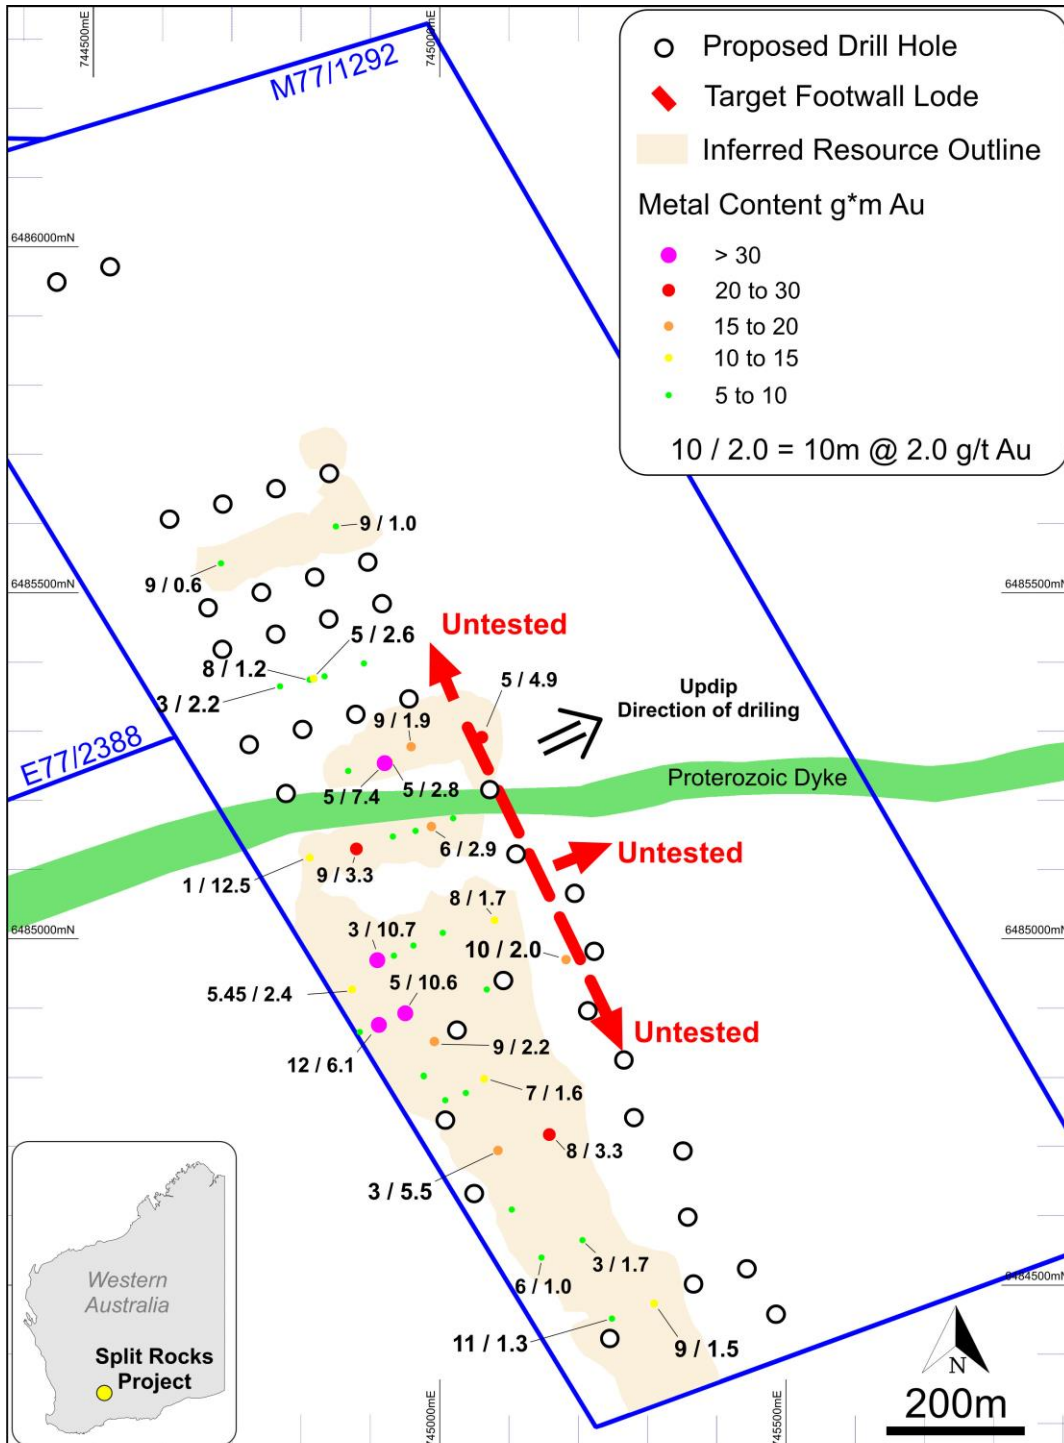 744500mE
745000mE
M77/1292
Proposed Drill Hole
Target Footwall Lode
Inferred Resource Outline
Metal Content g*m Au
> 30
20 to 30
15 to 20
10 to 15
5 to 10
10 / 2.0 = 10m @ 2.0 g/t Au
6486000mN
9 / 1.0
9 / 0.6
6485500mN
6485500mN
Untested
5 / 2.6
8 / 1.2
3 / 2.2
5 / 4.9
Updip
Direction of driling
9 / 1.9
E77/2388
5 / 7.4
5 / 2.8
Proterozoic Dyke
6 / 2.9
Untested
9 / 3.3
1 / 12.5
8 / 1.7
3 / 10.7
10 / 2.0
6485000mN
6485000mN
5 / 10.6
5.45 / 2.4
Untested
9 / 2.2
12 / 6.1
7 / 1.6
8 / 3.3
3 / 5.5
3 / 1.7
6 / 1.0
6484500mN
11 / 1.3
9 / 1.5
Western
Australia
Split Rocks
Project
N
200m
745000mE
745500mE